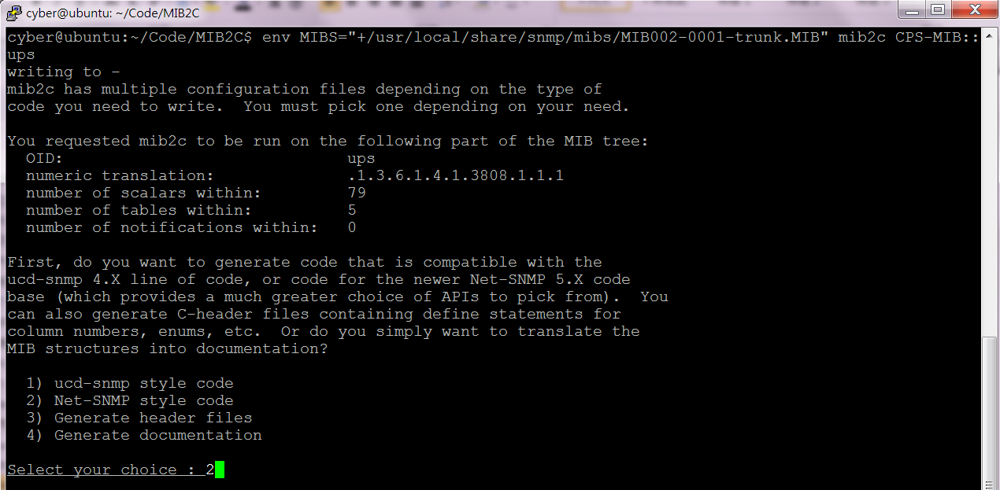 cyber@ubuntu: ~/Code/MIB2C
cyber@ubuntu:~/Code/MIB2C$ env MIBS="+/usr/local/share/snmp/mibs/MIB002-0001-trunk.MIB" mib2c CPS-MIB::
ups
writing to -
mib2c has multiple configuration files depending on the type of
code you need to write.  You must pick one depending on your need.
You requested mib2c to be run on the following part of the MIB tree:
  OID:                              ups
  numeric translation:              .1.3.6.1.4.1.3808.1.1.1
  number of scalars within:         79
  number of tables within:          5
  number of notifications within:   0
First, do you want to generate code that is compatible with the
ucd-snmp 4.X line of code, or code for the newer Net-SNMP 5.X code
base (which provides a much greater choice of APIs to pick from).  You
can also generate C-header files containing define statements for
column numbers, enums, etc.  Or do you simply want to translate the
MIB structures into documentation?
  1) ucd-snmp style code
  2) Net-SNMP style code
  3) Generate header files
  4) Generate documentation
Select your choice : 2